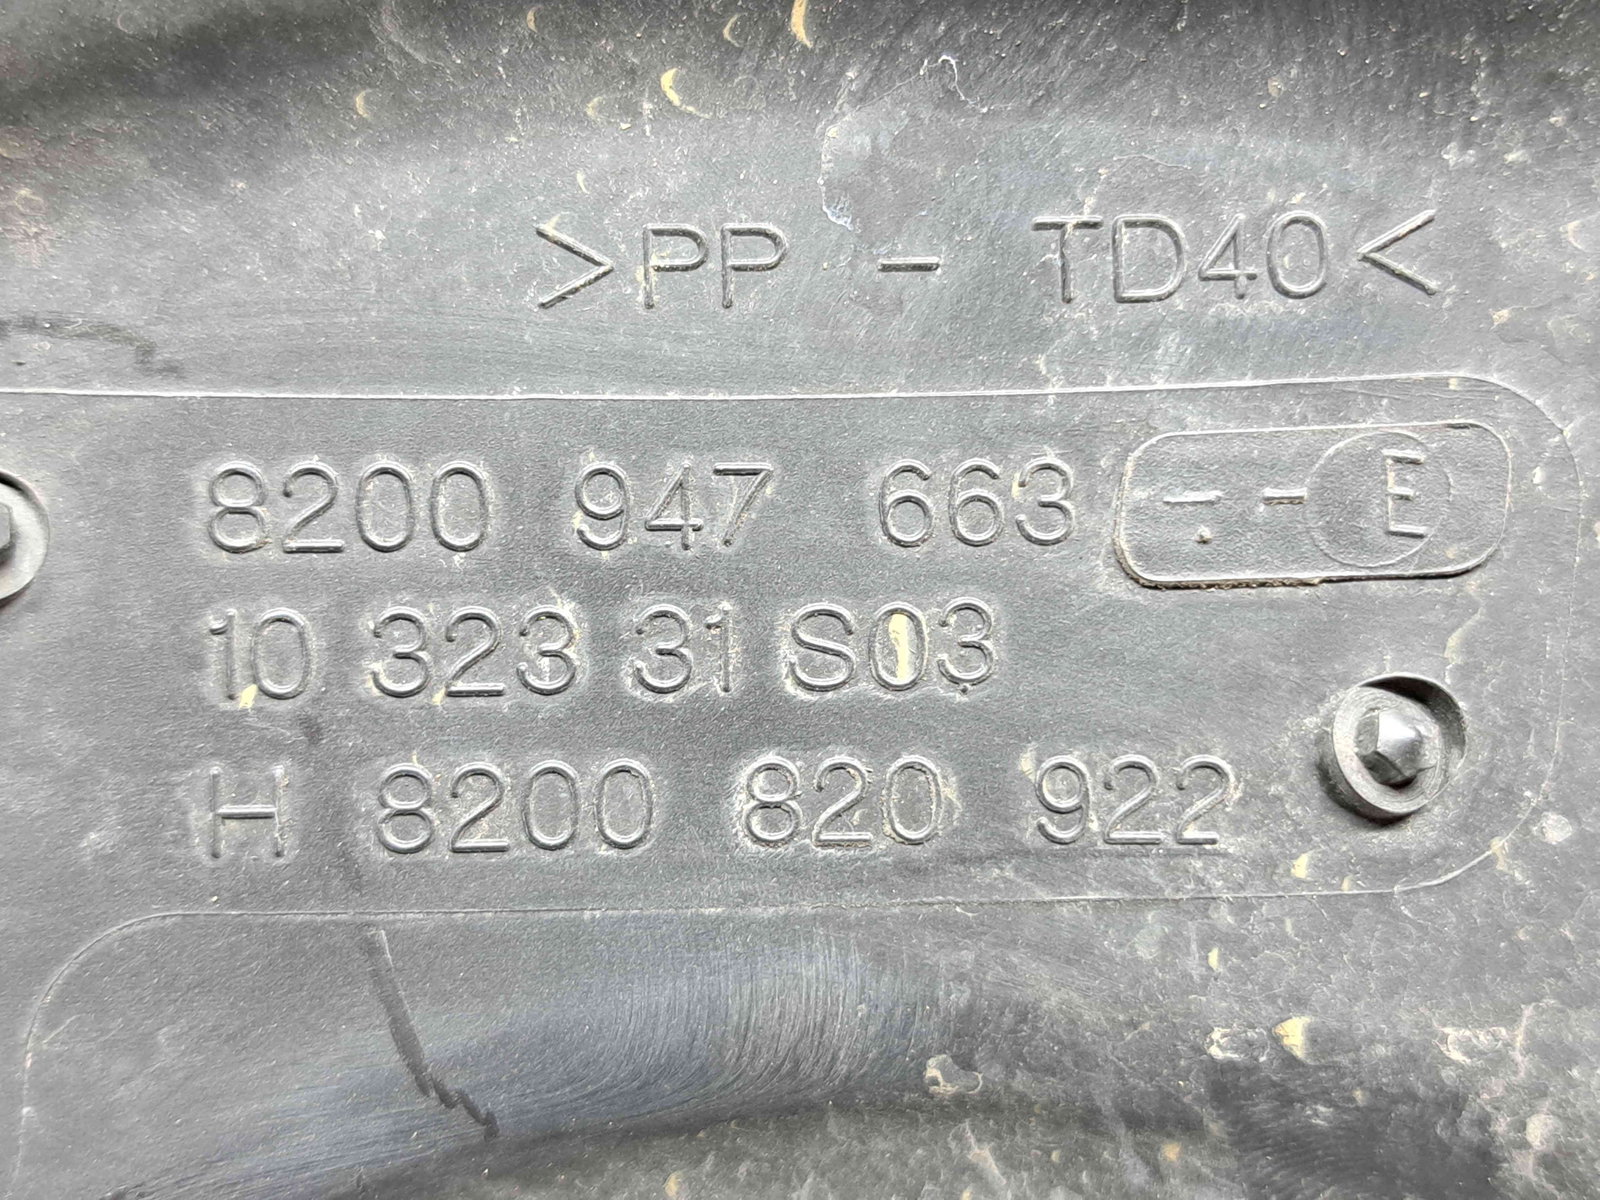 >PP - TD40<
8200 947 663 -.- E
10 323 31 S03
H 8200 820 922